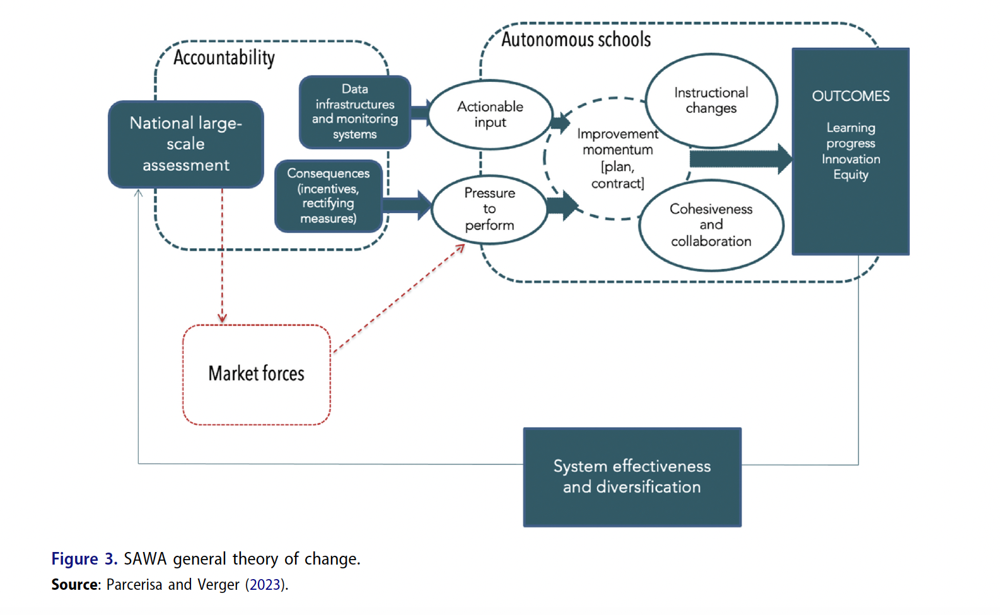 Accountability
National large-
scale
assessment
Data
infrastructures
and monitoring
systems
Consequences
(incentives,
rectifying
measures)
Autonomous schools
Actionable
input
Pressure
to
perform
Improvement
momentum
[plan,
contract]
Instructional
changes
Cohesiveness
and
collaboration
OUTCOMES
Learning
progress
Innovation
Equity
Market forces
System effectiveness
and diversification
Figure 3. SAWA general theory of change.
Source: Parcerisa and Verger (2023).